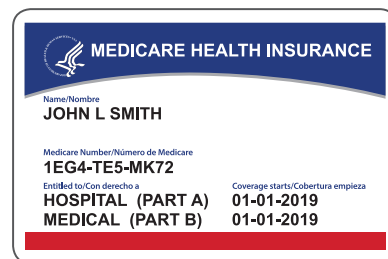 MEDICARE HEALTH INSURANCE
Name/Nombre
JOHN L SMITH
Medicare Number/Número de Medicare
1EG4-TE5-MK72
Entitled to/Con derecho a Coverage starts/Cobertura empieza
HOSPITAL (PART A) 01-01-2019
MEDICAL (PART B) 01-01-2019